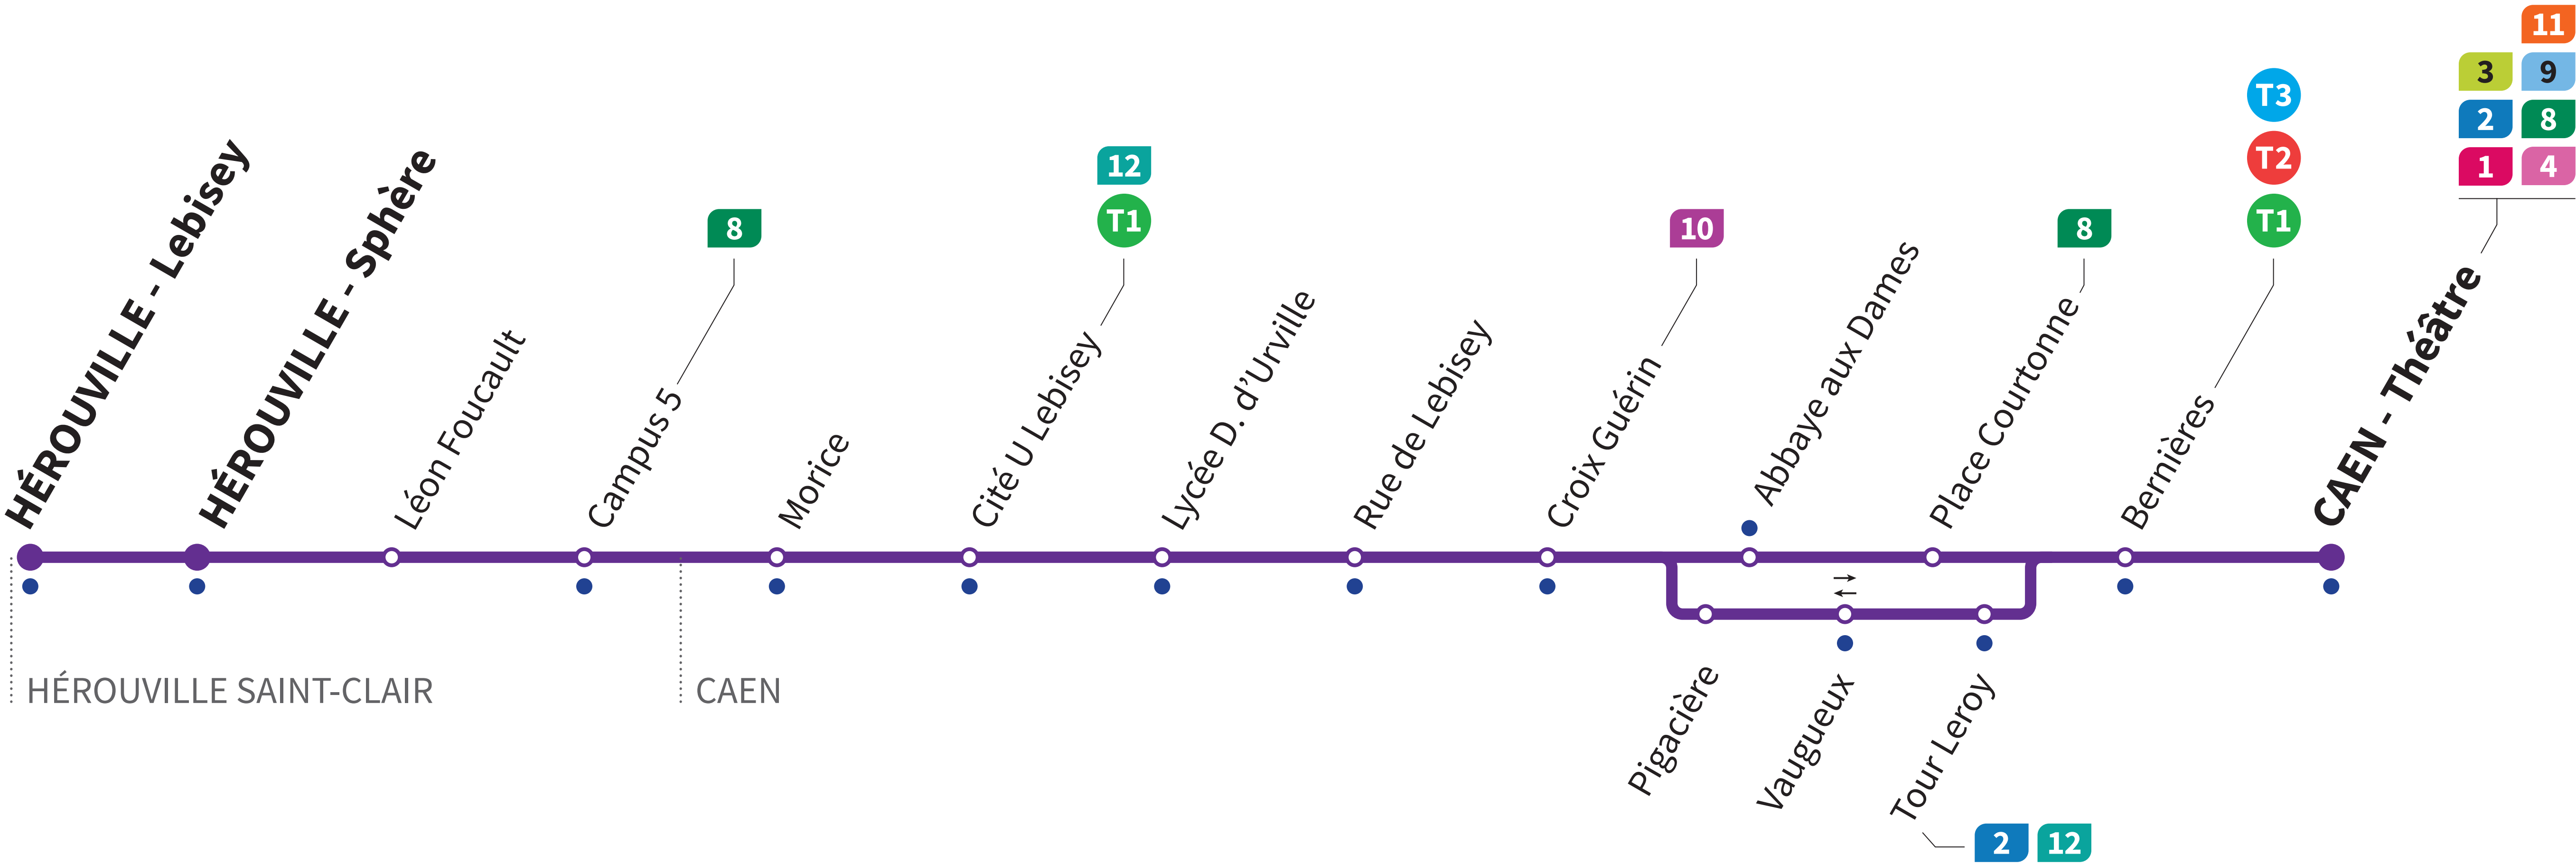 11
3 9
2 8
1 4
T3
T2
T1
12
T1
8
10
8
HÉROUVILLE - Lebisey
HÉROUVILLE - Sphère
Léon Foucault
Campus 5
Morice
Cité U Lebisey
Lycée D. d’Urville
Rue de Lebisey
Croix Guérin
Abbaye aux Dames
Place Courtonne
Bernières
CAEN - Théâtre
→
←
HÉROUVILLE SAINT-CLAIR
CAEN
Pigacière
Vaugueux
Tour Leroy
2 12